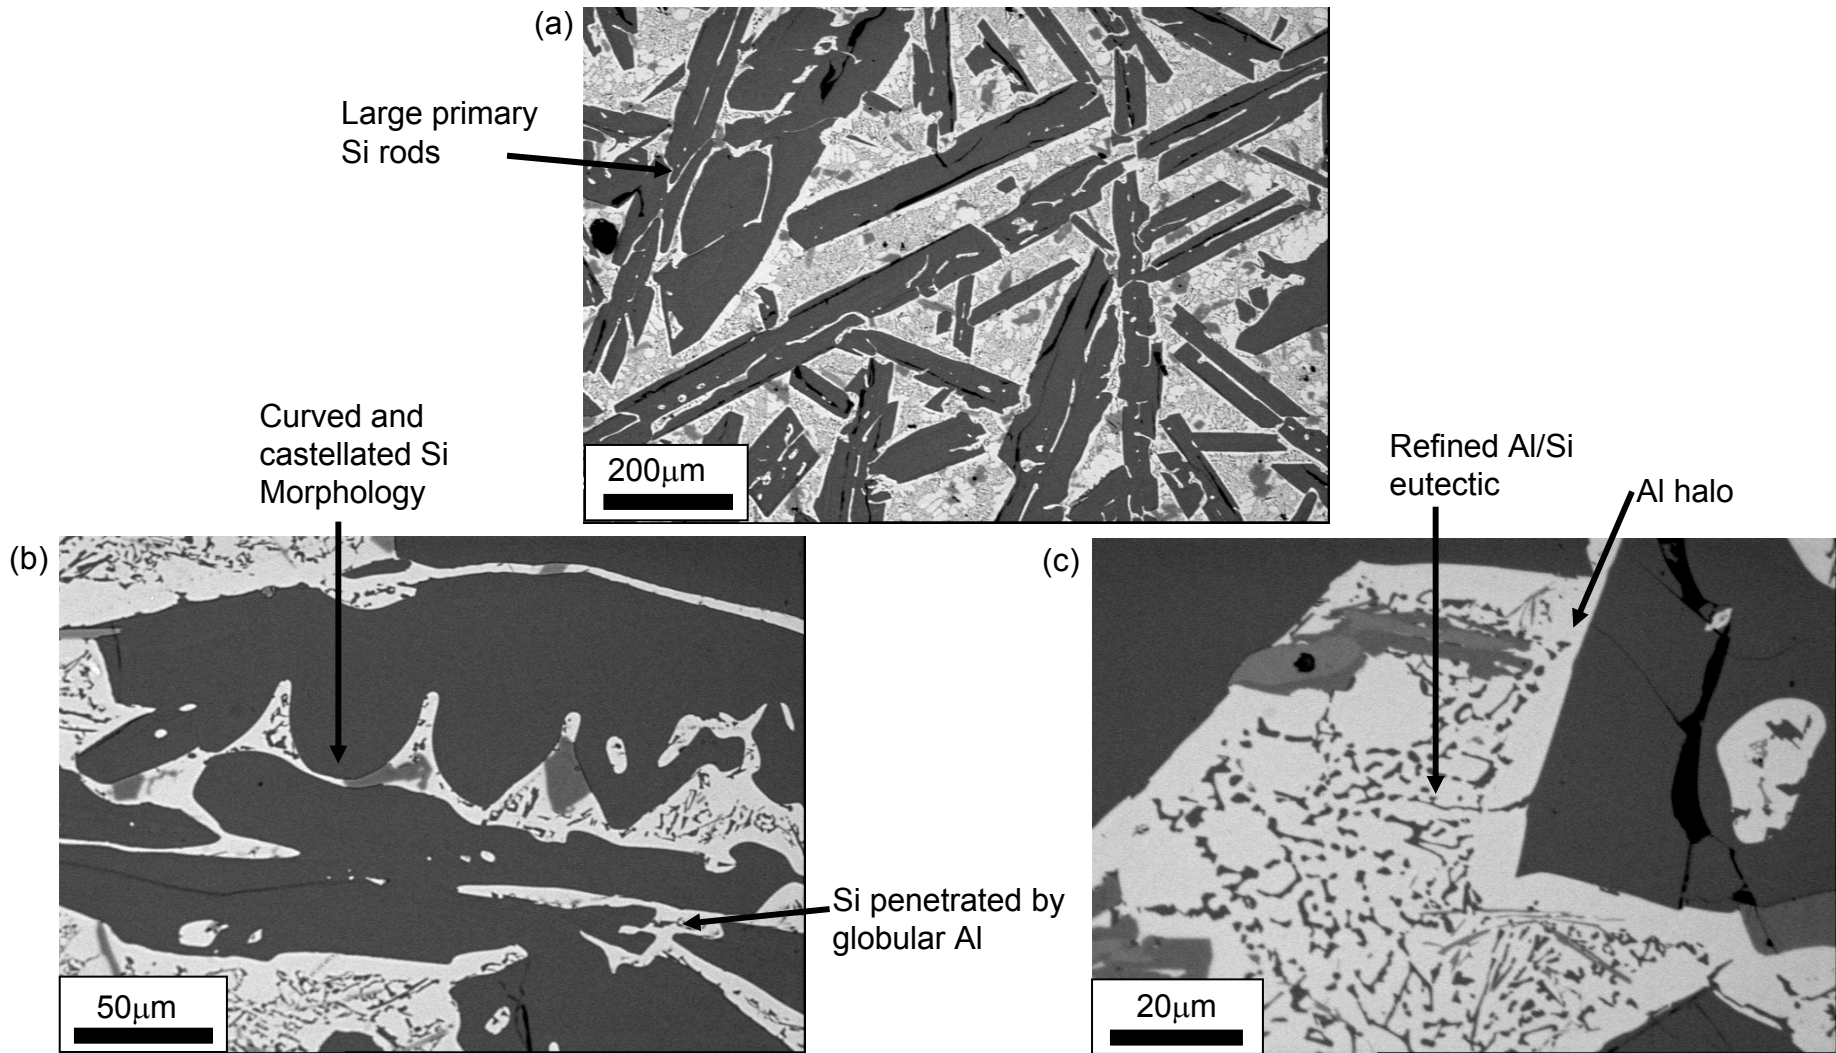 (a)
Large primary
Si rods
200μm
Curved and
castellated Si
Morphology
Refined Al/Si
eutectic
Al halo
(b)
(c)
Si penetrated by
globular Al
50μm
20μm